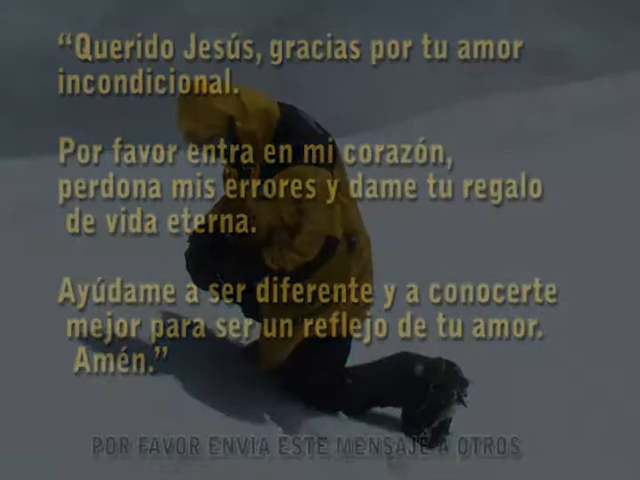 “Querido Jesús, gracias por tu amor
incondicional.
Por favor entra en mi corazón,
perdona mis errores y dame tu regalo
de vida eterna.
Ayúdame a ser diferente y a conocerte
mejor para ser un reflejo de tu amor.
Amén.”
POR FAVOR ENVÍA ESTE MENSAJE A OTROS